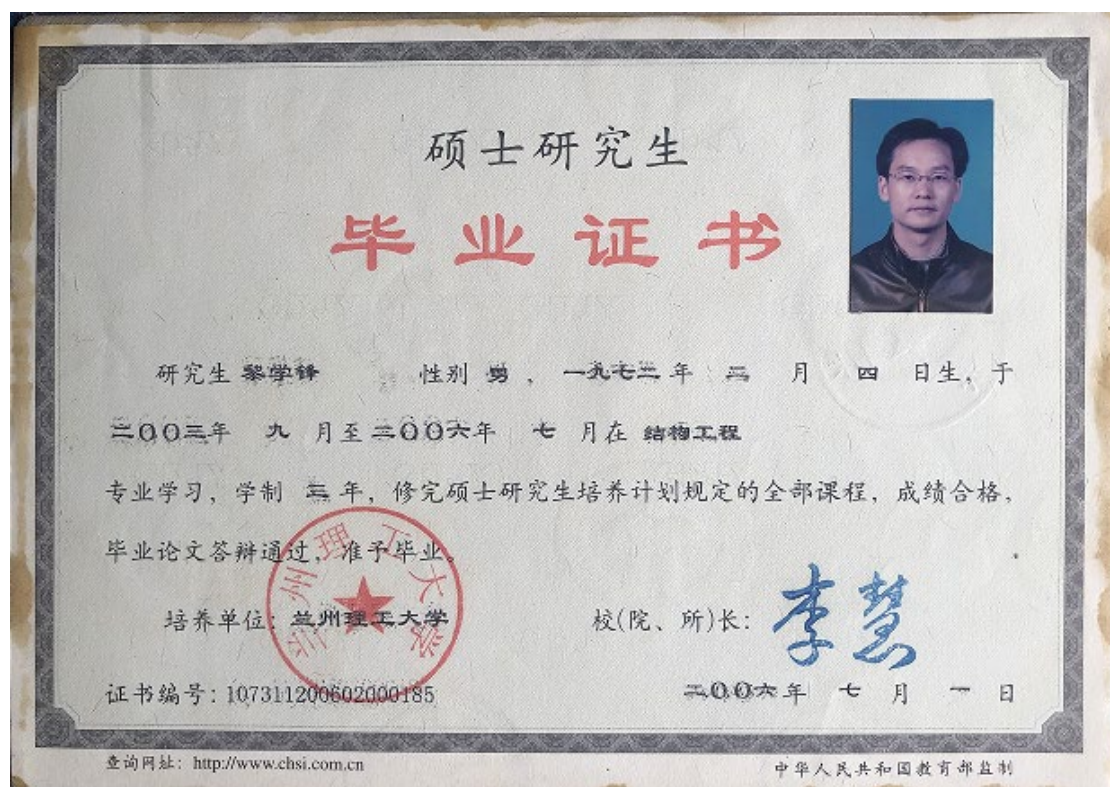 硕士研究生
毕业证书
研究生 黎学锋 性别 男 ， 一九七二 年 二 月 四 日生，于
二〇〇三年 九 月至 二〇〇六年 七 月在 结构工程
专业学习，学制 三 年，修完硕士研究生培养计划规定的全部课程，成绩合格，
毕业论文答辩通过，准予毕业。
兰州理工大学
培养单位：兰州理工大学 校(院、所)长：李慧
证书编号：107311200602000185 二〇〇六年 七 月 一 日
查询网址：http://www.chsi.com.cn 中华人民共和国教育部监制